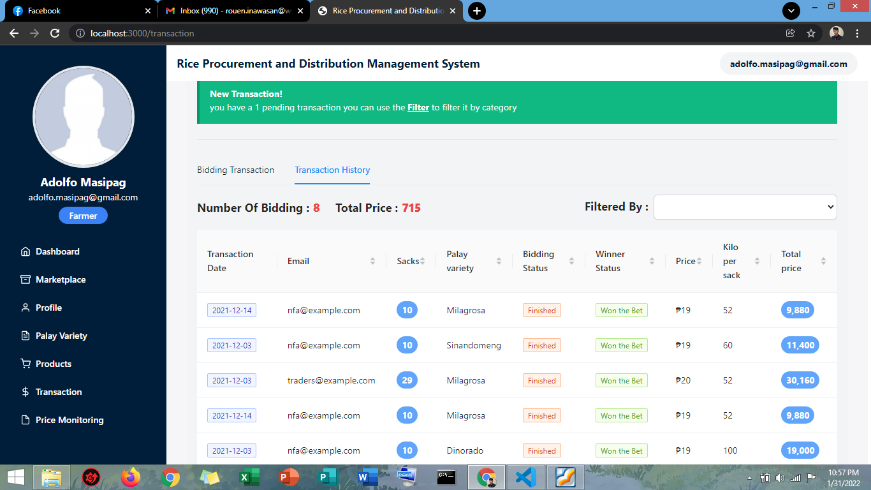 Facebook
Inbox (990) - rouen.inawasan@w
Rice Procurement and Distributi
localhost:3000/transaction
Rice Procurement and Distribution Management System
adolfo.masipag@gmail.com
New Transaction!
you have a 1 pending transaction you can use the Filter to filter it by category
Adolfo Masipag
adolfo.masipag@gmail.com
Farmer
Dashboard
Marketplace
Profile
Palay Variety
Products
Transaction
Price Monitoring
Bidding Transaction Transaction History
Number Of Bidding : 8 Total Price : 715 Filtered By :
Transaction Date Email Sacks Palay variety Bidding Status Winner Status Price Kilo per sack Total price
2021-12-14 nfa@example.com 10 Milagrosa Finished Won the Bet ₱19 52 9,880
2021-12-03 nfa@example.com 10 Sinandomeng Finished Won the Bet ₱19 60 11,400
2021-12-03 traders@example.com 29 Milagrosa Finished Won the Bet ₱20 52 30,160
2021-12-14 nfa@example.com 10 Milagrosa Finished Won the Bet ₱19 52 9,880
2021-12-03 nfa@example.com 10 Dinorado Finished Won the Bet ₱19 100 19,000
10:57 PM
1/31/2022